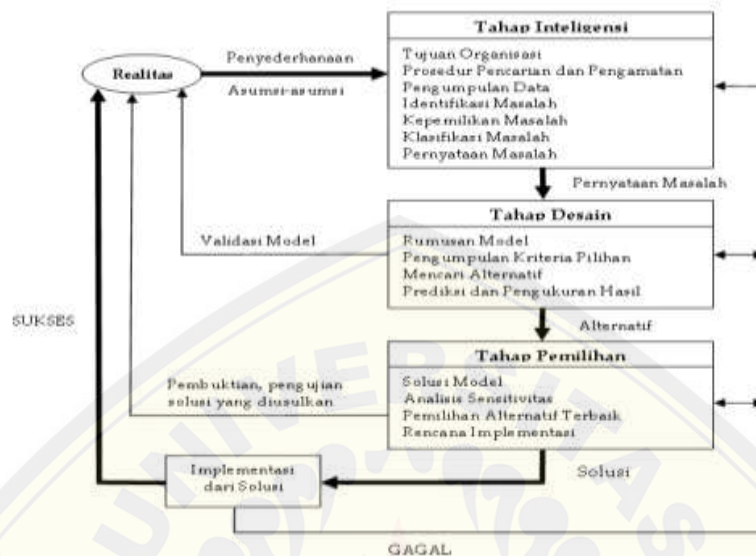 Tahap Inteligensi
Tujuan Organisasi
Prosedur Pencarian dan Pengamatan
Pengumpulan Data
Identifikasi Masalah
Kepemilikan Masalah
Klasifikasi Masalah
Pernyataan Masalah
Realitas
Penyederhanaan
Asumsi-asumsi
Pernyataan Masalah
Tahap Desain
Rumusan Model
Pengumpulan Kriteria Pilihan
Mencari Alternatif
Prediksi dan Pengukuran Hasil
Validasi Model
SUKSES
Alternatif
Tahap Pemilihan
Solusi Model
Analisis Sensitivitas
Pemilihan Alternatif Terbaik
Rencana Implementasi
Pembuktian, pengujian
solusi yang diusulkan
Implementasi
dari Solusi
Solusi
GAGAL
UNIVERSITAS